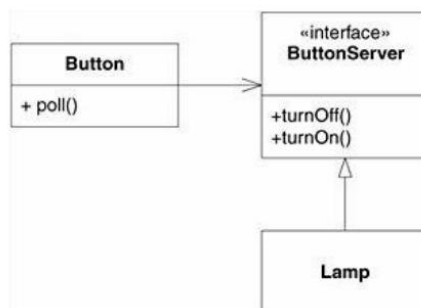 Button
+ poll()
«interface»
ButtonServer
+turnOff()
+turnOn()
Lamp